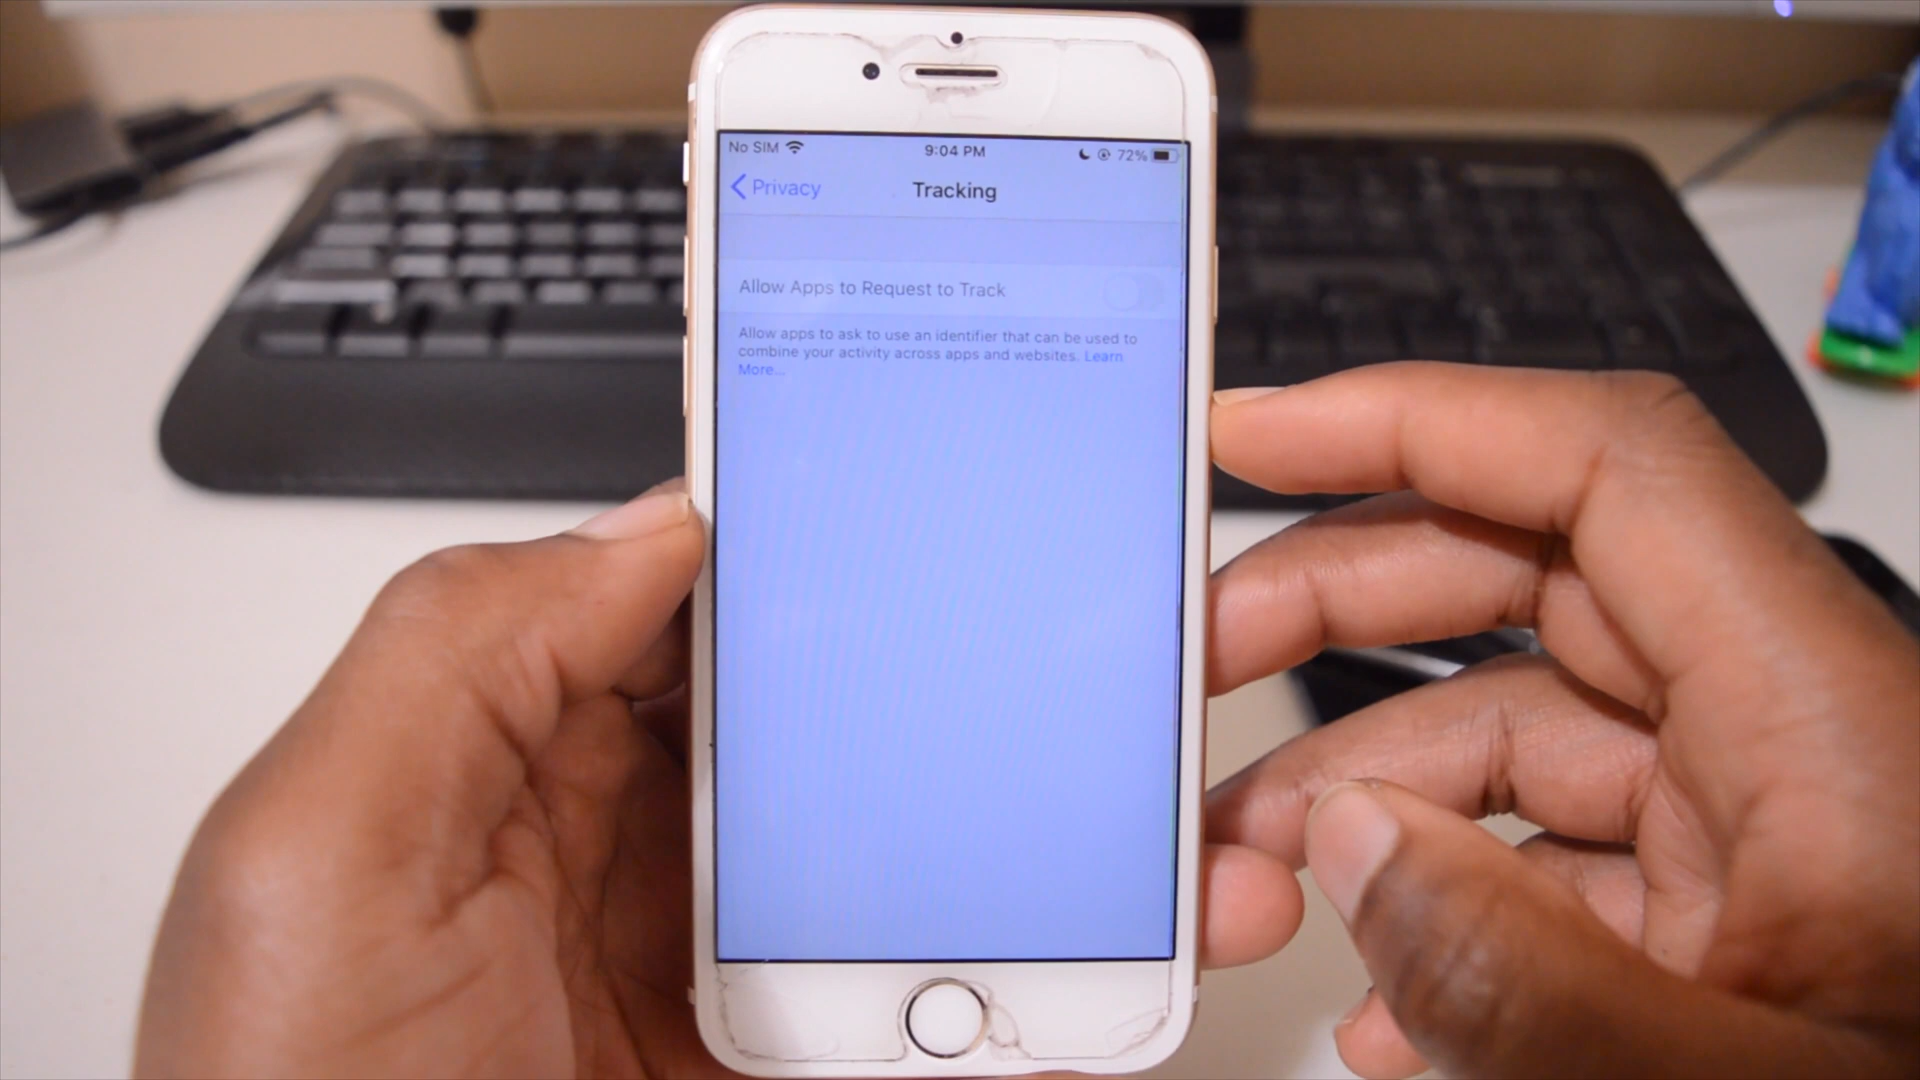 No SIM 9:04 PM 72%
Privacy Tracking
Allow Apps to Request to Track
Allow apps to ask to use an identifier that can be used to
combine your activity across apps and websites. Learn
More...